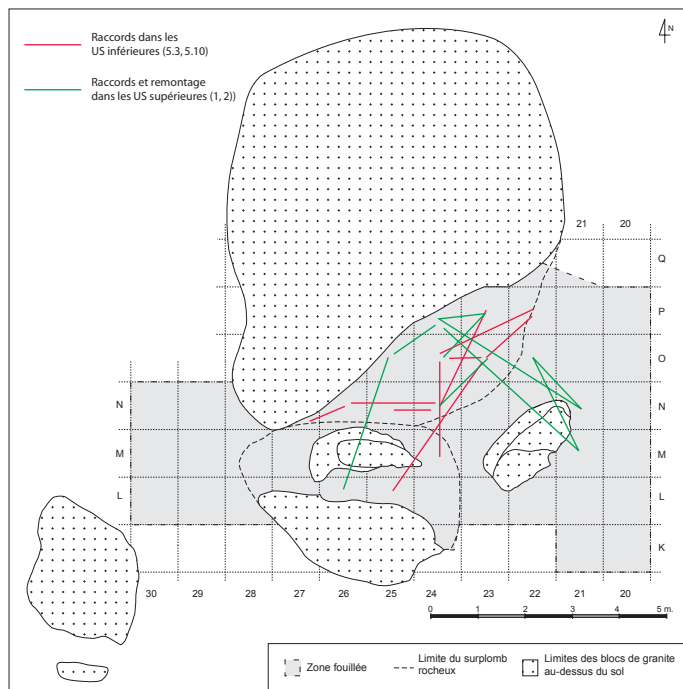 Raccords dans les
US inférieures (5.3, 5.10)
N
Raccords et remontage
dans les US supérieures (1, 2))
21 20
Q
P
O
N N
M M
L L
K
30 29 28 27 26 25 24 23 22 21 20
0 1 2 3 4 5 m.
Zone fouillée
Limite du surplomb
rocheux
Limites des blocs de granite
au-dessus du sol